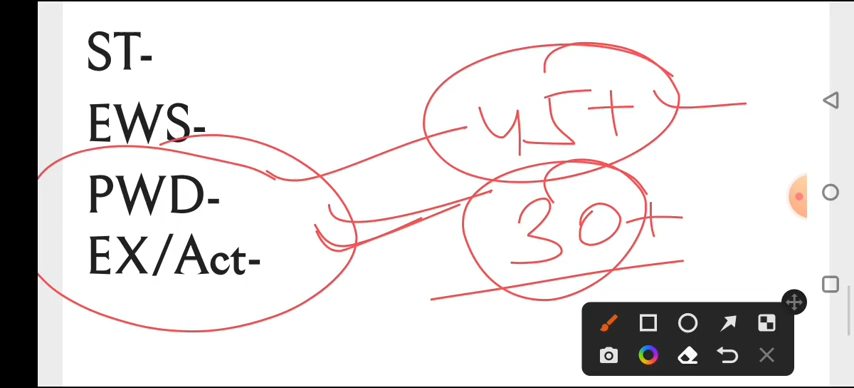 ST-
EWS-
45+
PWD-
30+
EX/Act-